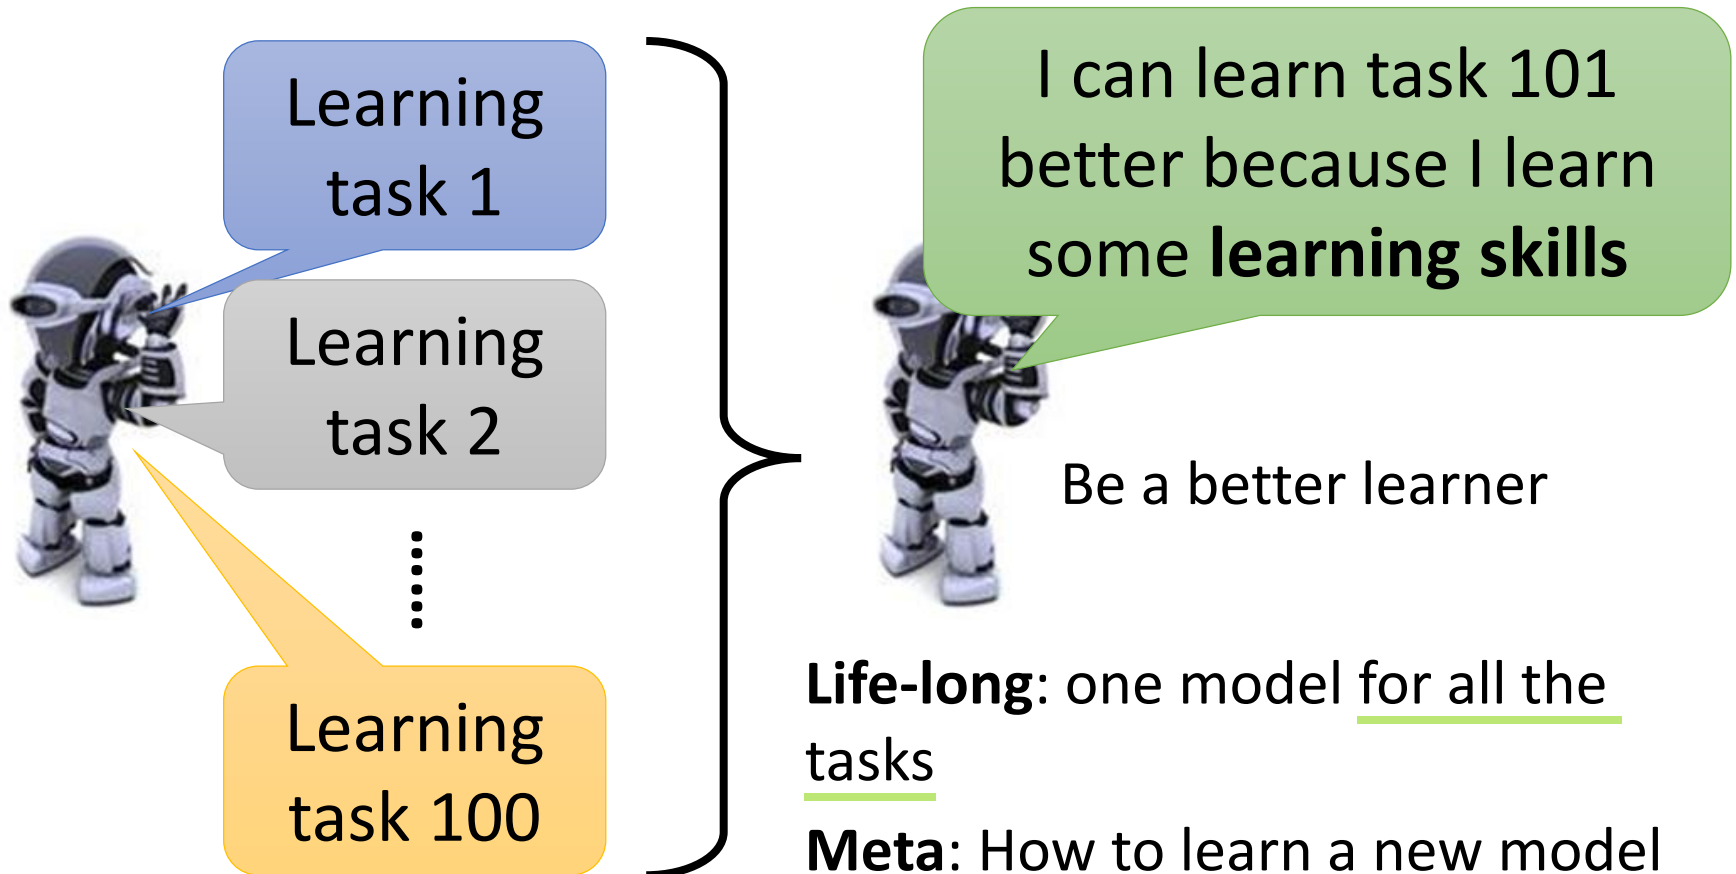 Learning
task 1
Learning
task 2
Learning
task 100
I can learn task 101
better because I learn
some learning skills
Be a better learner
Life-long: one model for all the
tasks
Meta: How to learn a new model